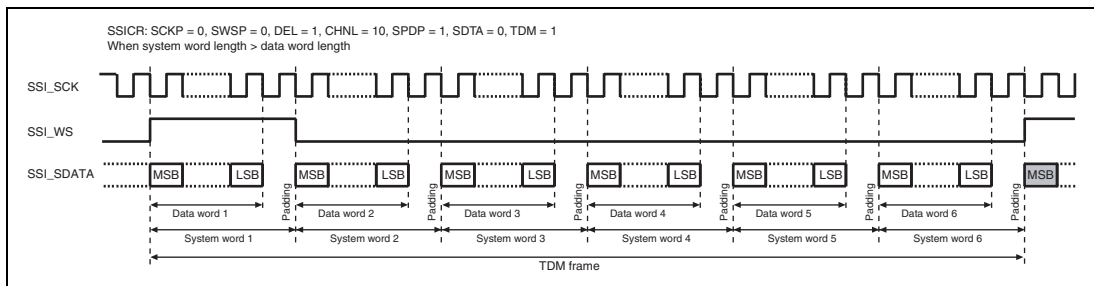 SSICR: SCKP = 0, SWSP = 0, DEL = 1, CHNL = 10, SPDP = 1, SDTA = 0, TDM = 1
When system word length > data word length
SSI_SCK
SSI_WS
SSI_SDATA
MSB LSB MSB LSB MSB LSB MSB LSB MSB LSB MSB LSB MSB
Data word 1 Padding Data word 2 Padding Data word 3 Padding Data word 4 Padding Data word 5 Padding Data word 6 Padding
System word 1 System word 2 System word 3 System word 4 System word 5 System word 6
TDM frame